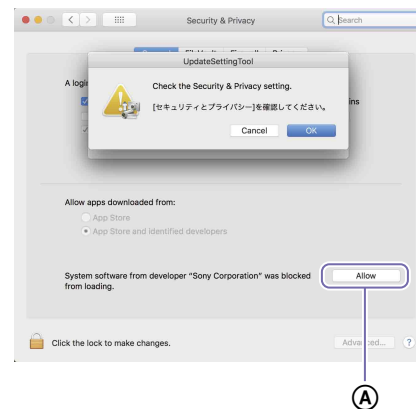 Security & Privacy
Search
UpdateSettingTool
A logi
Check the Security & Privacy setting.
ins
[セキュリティとプライバシー]を確認してください。
Cancel
OK
Allow apps downloaded from:
App Store
App Store and identified developers
System software from developer “Sony Corporation” was blocked
from loading.
Allow
Click the lock to make changes.
?
A